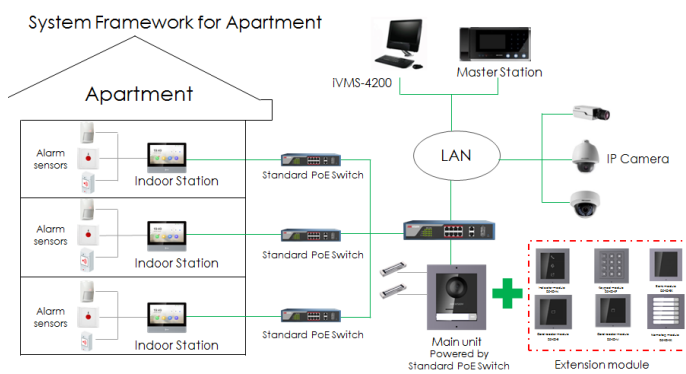 System Framework for Apartment
iVMS-4200
Master Station
Apartment
LAN
IP Camera
Alarm
sensors
Indoor Station
Standard PoE Switch
Alarm
sensors
Indoor Station
Standard PoE Switch
Alarm
sensors
Indoor Station
Standard PoE Switch
Main unit
Powered by
Standard PoE Switch
Extension module